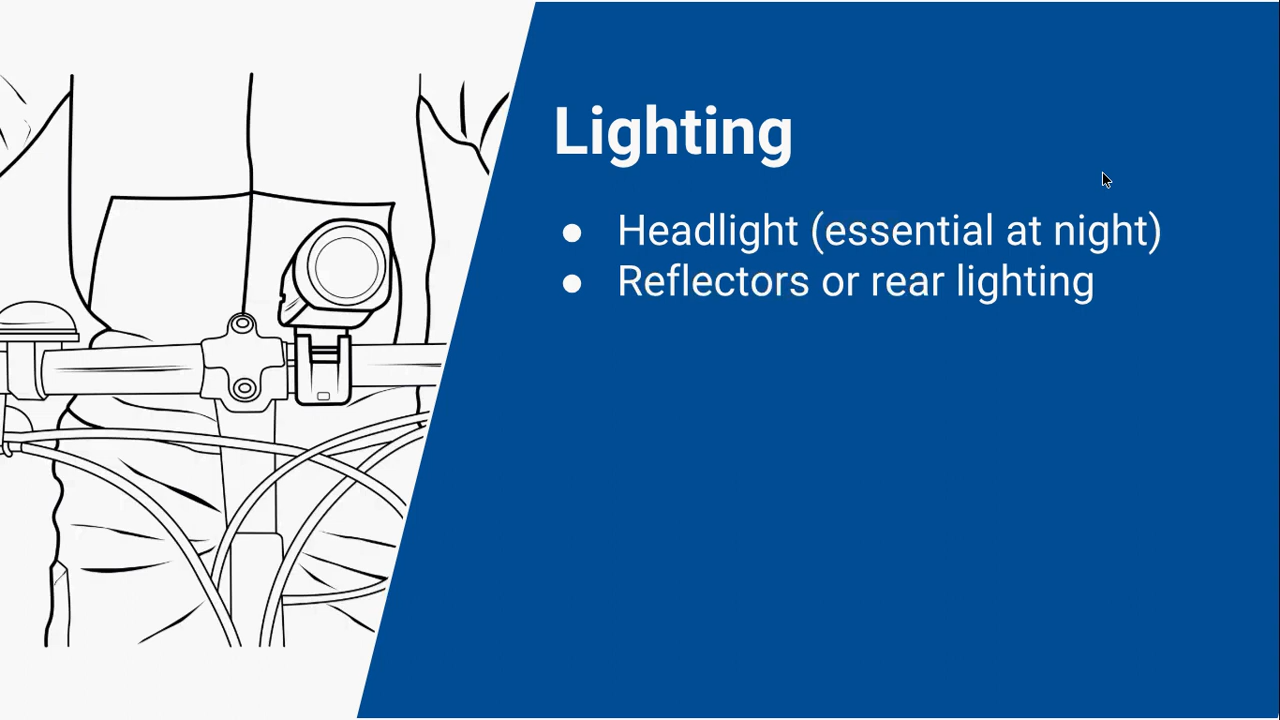 Lighting
● Headlight (essential at night)
● Reflectors or rear lighting